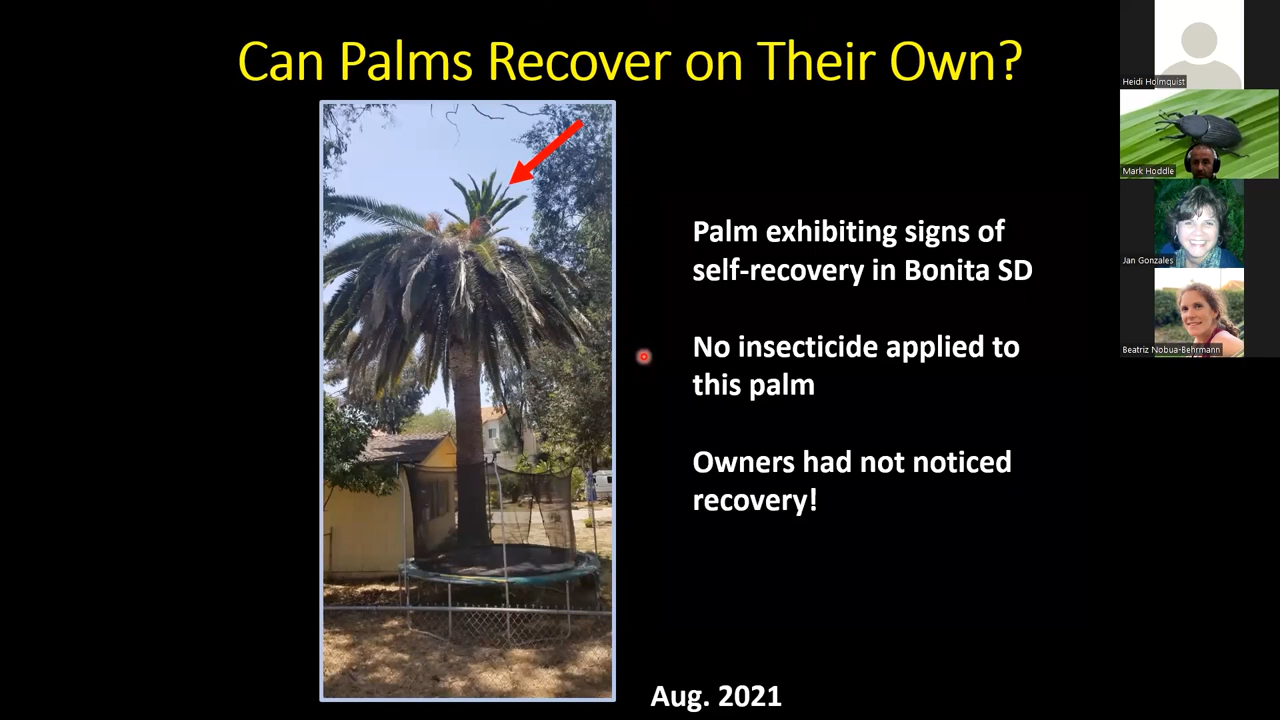 Can Palms Recover on Their Own?
Palm exhibiting signs of
self-recovery in Bonita SD
No insecticide applied to
this palm
Owners had not noticed
recovery!
Aug. 2021
Heidi Holmquist
Mark Hoddle
Jan Gonzales
Beatriz Nobua-Behrmann